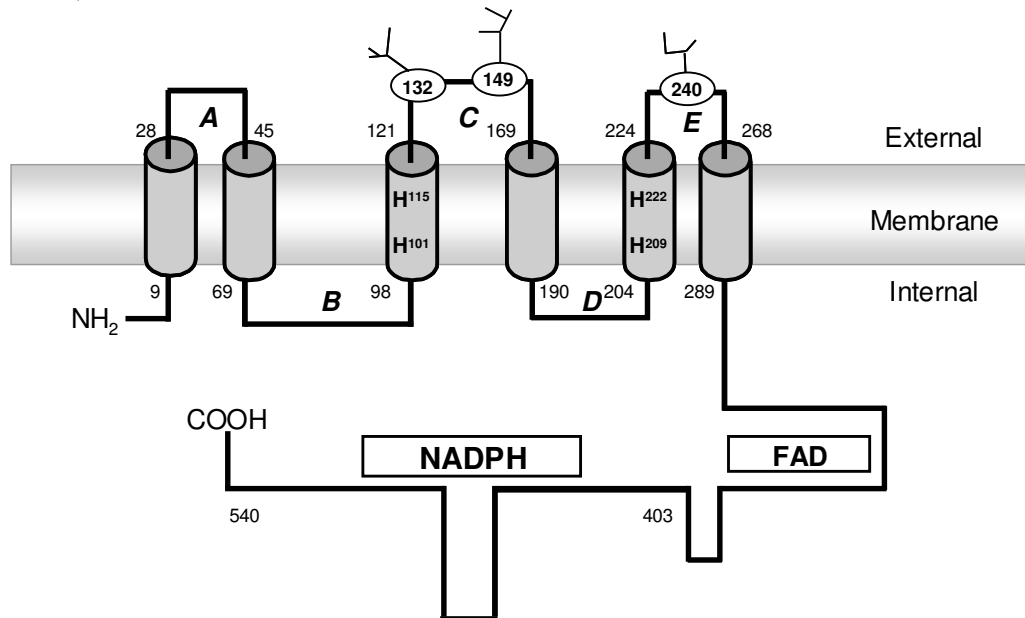 132
149
240
28
A
45
121
C
169
224
E
268
External
H115
H222
Membrane
H101
H209
9
69
B
98
190
D
204
289
Internal
NH2
COOH
NADPH
FAD
540
403